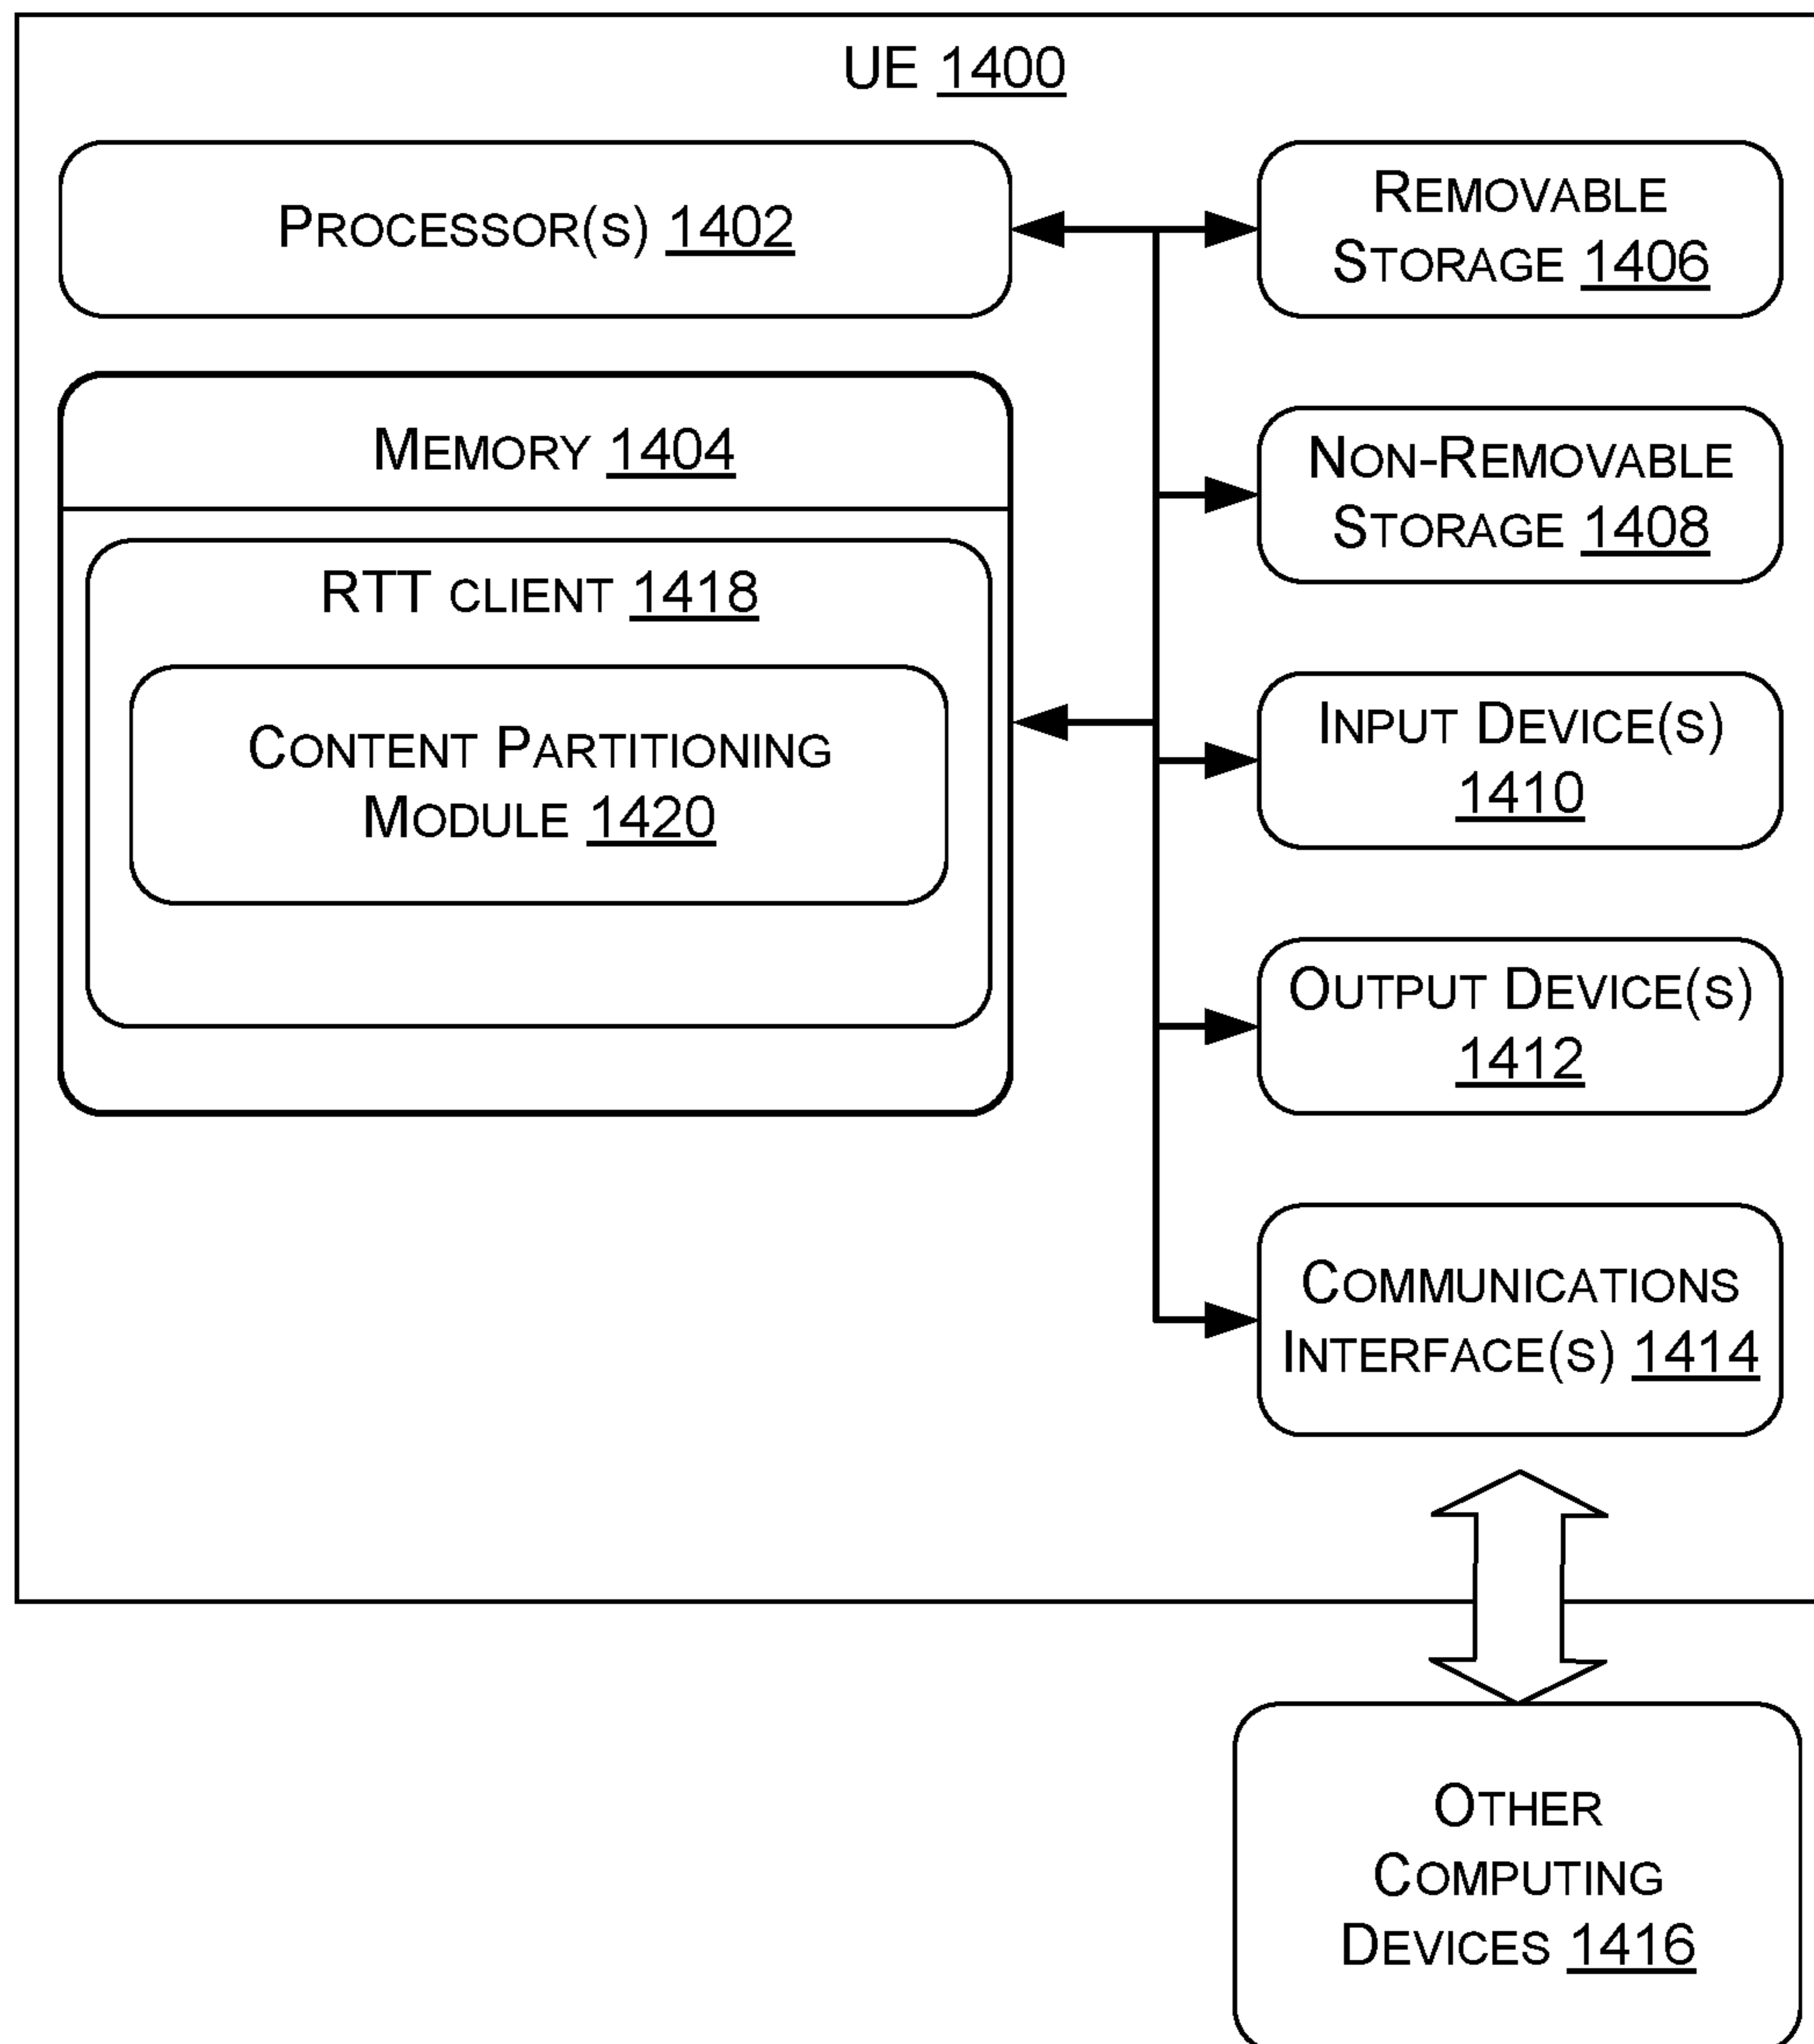 UE 1400
PROCESSOR(S) 1402
REMOVABLE
STORAGE 1406
MEMORY 1404
NON-REMOVABLE
STORAGE 1408
RTT CLIENT 1418
CONTENT PARTITIONING
MODULE 1420
INPUT DEVICE(S)
1410
OUTPUT DEVICE(S)
1412
COMMUNICATIONS
INTERFACE(S) 1414
OTHER
COMPUTING
DEVICES 1416